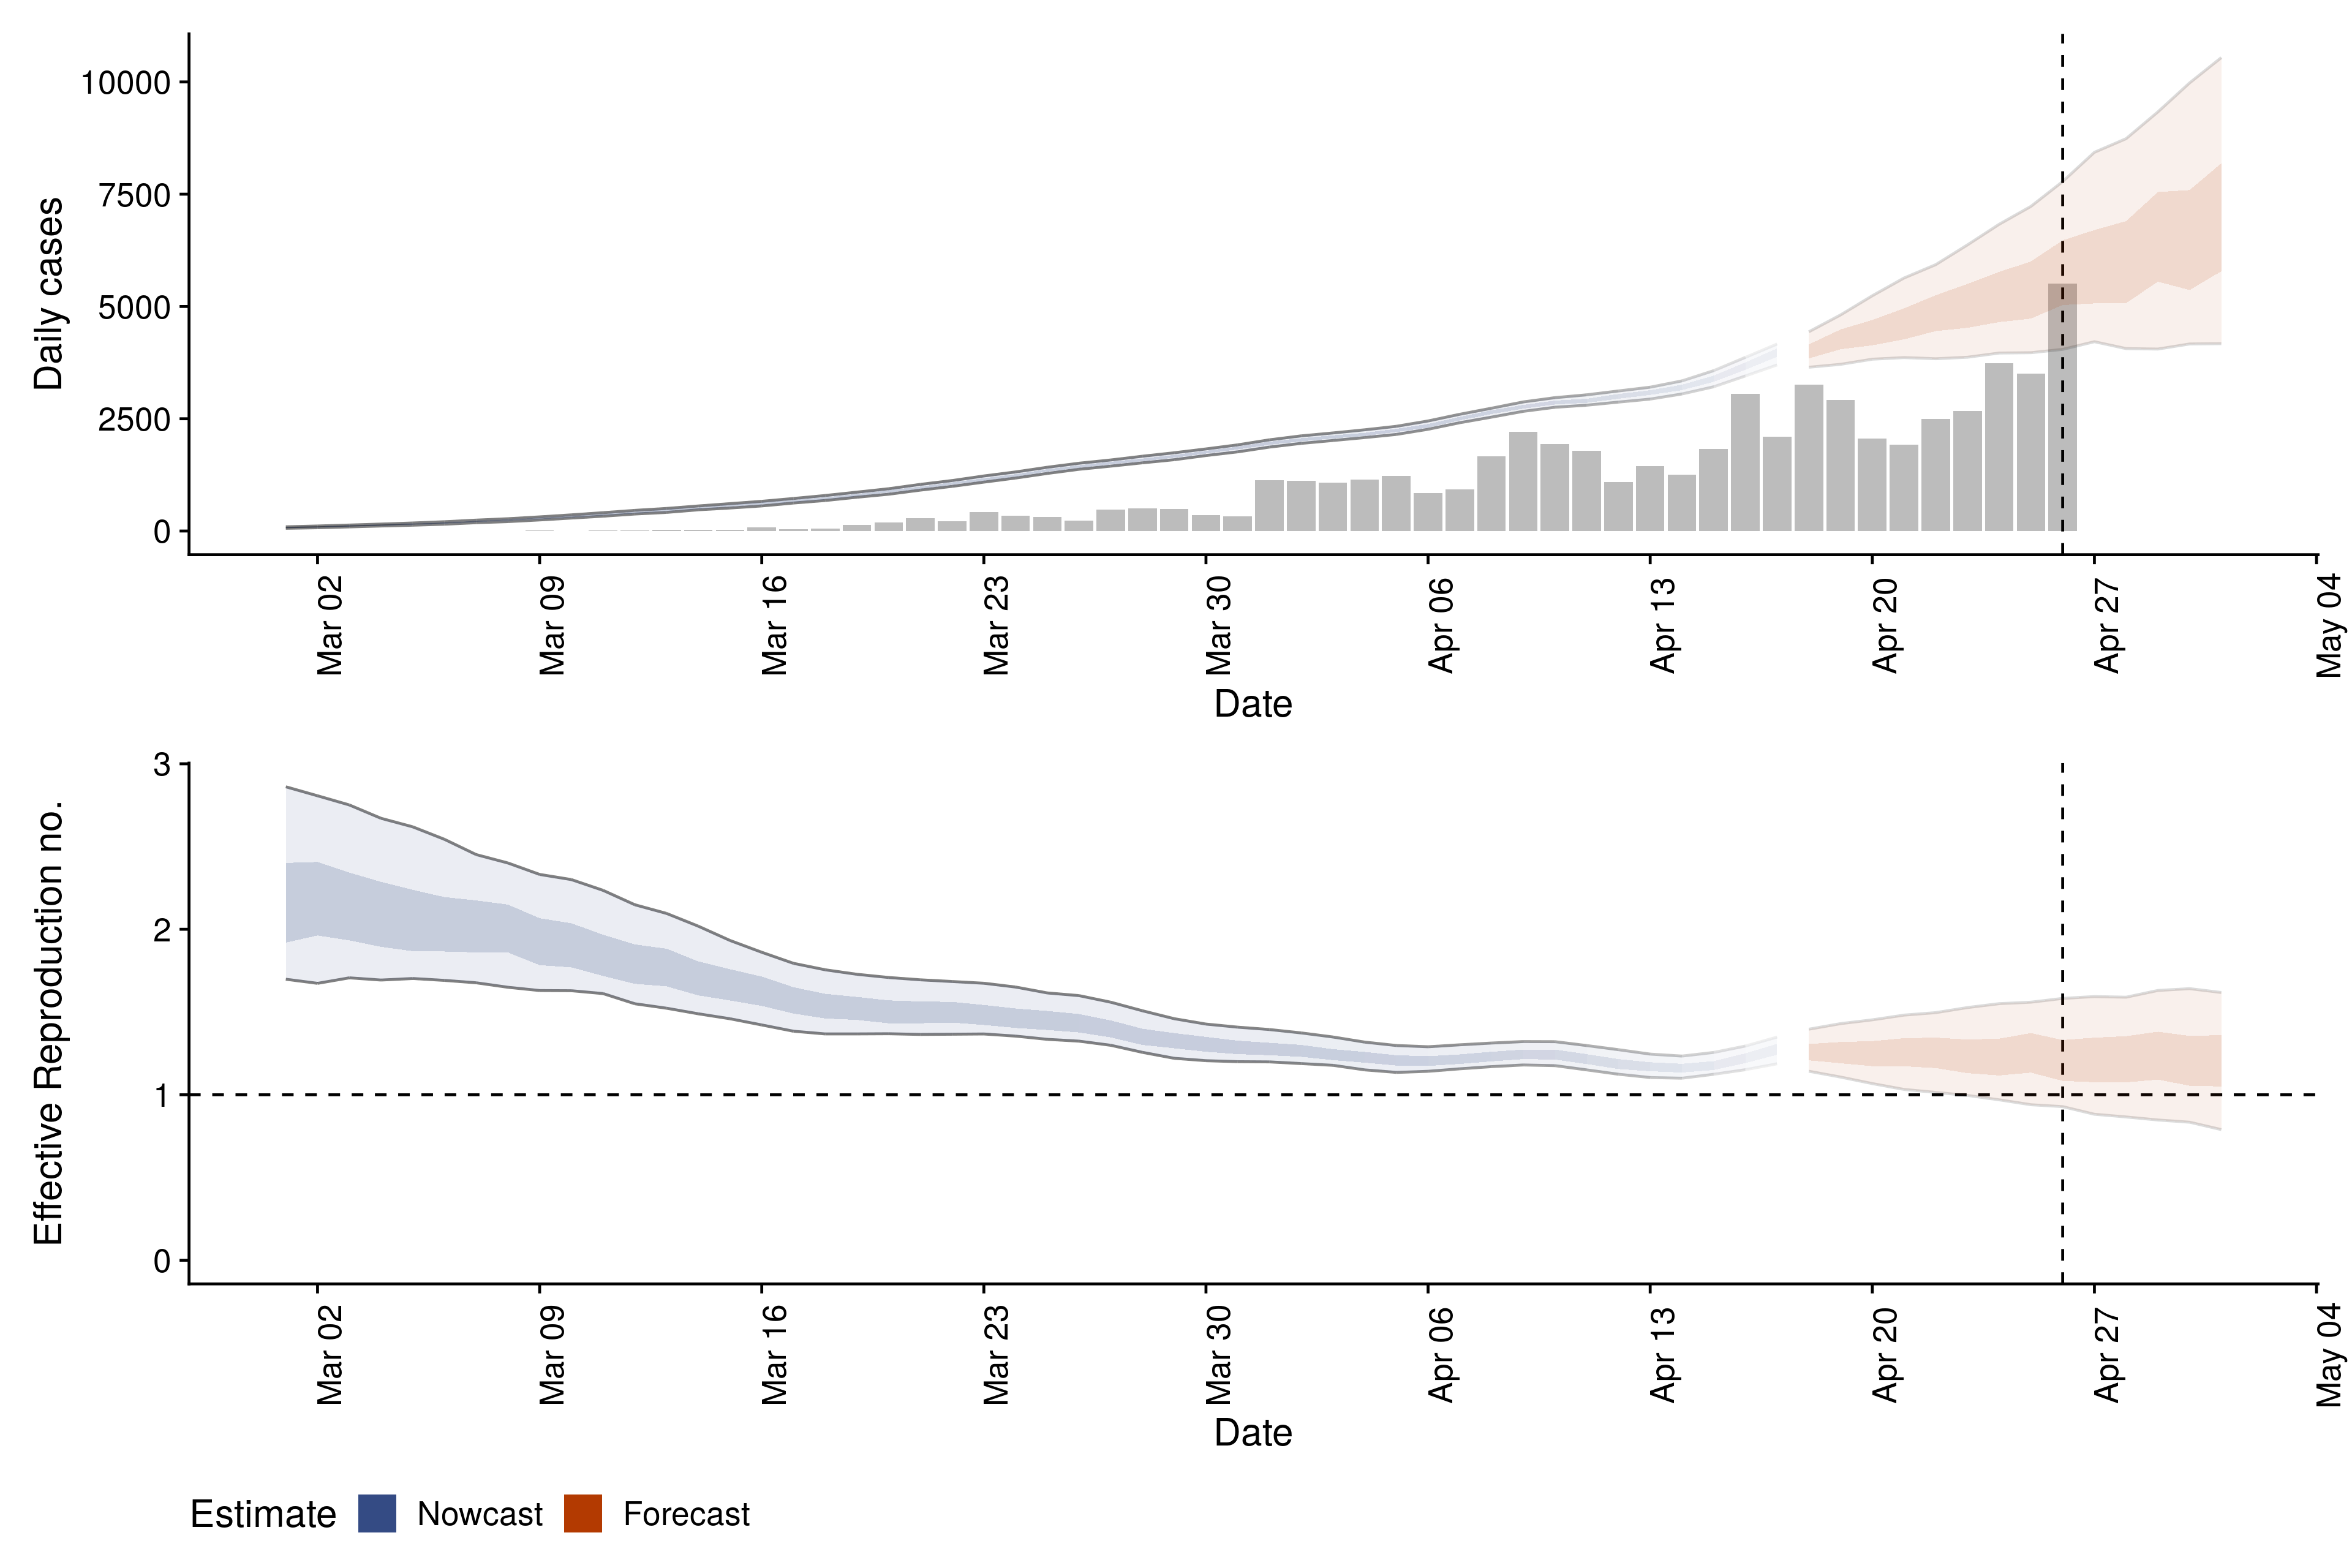 Daily cases
10000
7500
5000
2500
0
Mar 02
Mar 09
Mar 16
Mar 23
Mar 30
Apr 06
Apr 13
Apr 20
Apr 27
May 04
Date
Effective Reproduction no.
3
2
1
0
Mar 02
Mar 09
Mar 16
Mar 23
Mar 30
Apr 06
Apr 13
Apr 20
Apr 27
May 04
Date
Estimate Nowcast Forecast